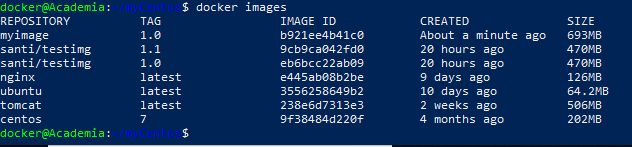 docker@Academia:~/mycentos$ docker images
REPOSITORY TAG IMAGE ID CREATED SIZE
myimage 1.0 b921ee4b41c0 About a minute ago 693MB
santi/testimg 1.1 9cb9ca042fd0 20 hours ago 470MB
santi/testimg 1.0 eb6bcc22ab09 20 hours ago 470MB
nginx latest e445ab08b2be 9 days ago 126MB
ubuntu latest 3556258649b2 10 days ago 64.2MB
tomcat latest 238e6d7313e3 2 weeks ago 506MB
centos 7 9f38484d220f 4 months ago 202MB
docker@Academia:~/mycentos$